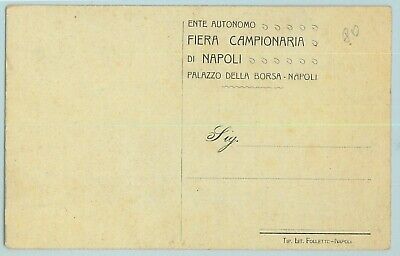 ENTE AUTONOMO
FIERA CAMPIONARIA
DI NAPOLI
PALAZZO DELLA BORSA - NAPOLI
Sig.
TIP. LIT. FOLLETTO - NAPOLI